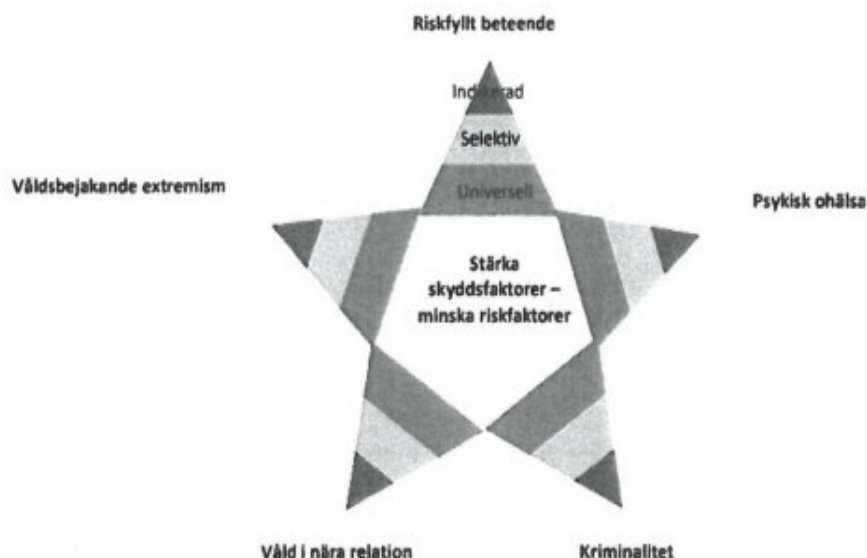 Riskfyllt beteende
Indikerad
Selektiv
Universell
Våldsbejakande extremism
Psykisk ohälsa
Stärka
skyddsfaktorer –
minska riskfaktorer
Våld i nära relation
Kriminalitet